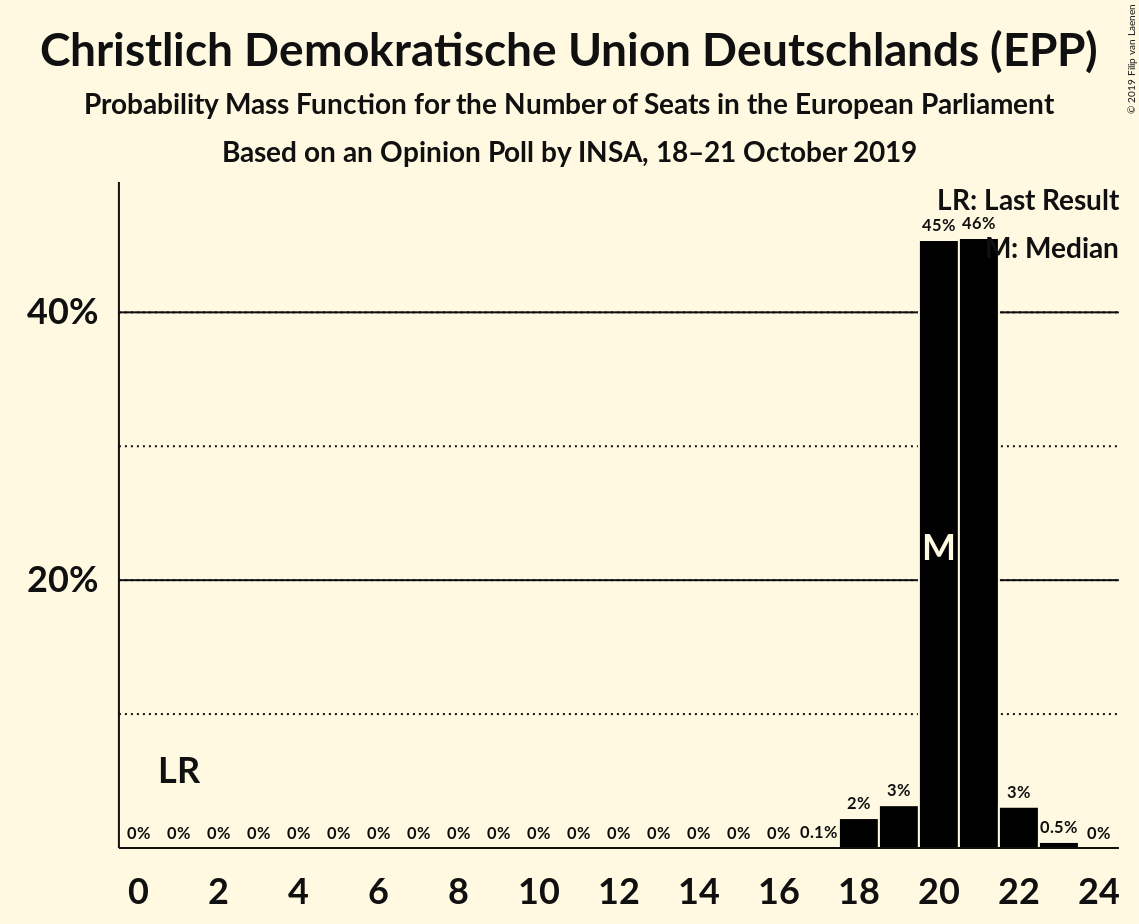 Christlich Demokratische Union Deutschlands (EPP)
Probability Mass Function for the Number of Seats in the European Parliament
Based on an Opinion Poll by INSA, 18–21 October 2019
© 2019 Filip van Laenen
LR: Last Result
M: Median
45% 46%
40%
M
20%
LR
0% 0% 0% 0% 0% 0% 0% 0% 0% 0% 0% 0% 0% 0% 0% 0% 0% 0.1% 2% 3% 3% 0.5% 0%
0 2 4 6 8 10 12 14 16 18 20 22 24